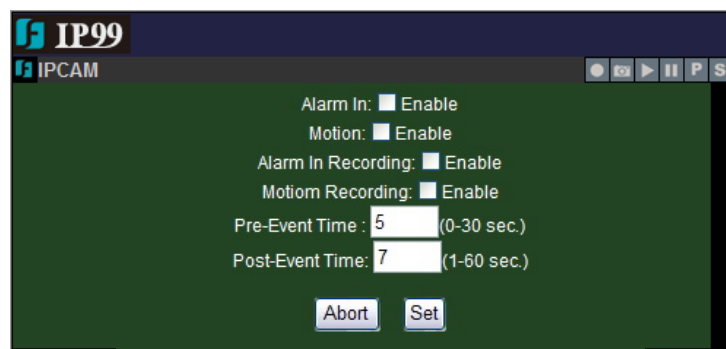 IP99
IPCAM P S
Alarm In: Enable
Motion: Enable
Alarm In Recording: Enable
Motiom Recording: Enable
Pre-Event Time : 5 (0-30 sec.)
Post-Event Time: 7 (1-60 sec.)
Abort Set